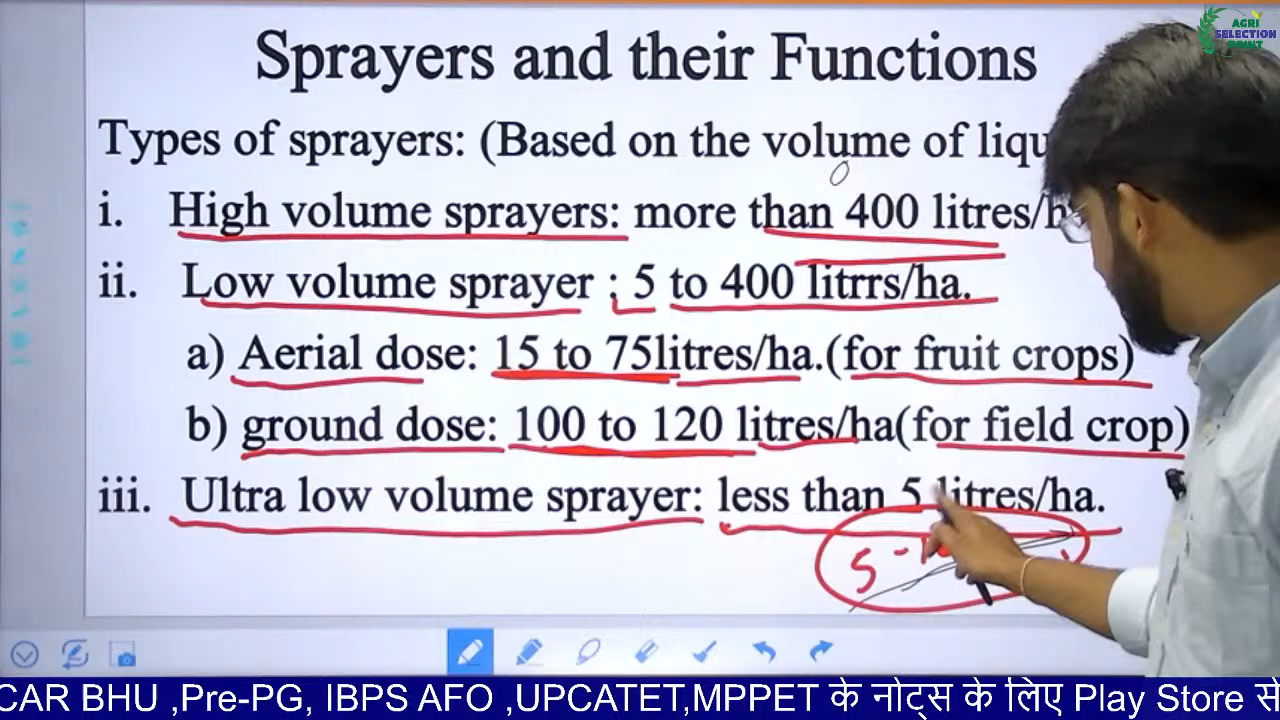 AGRI
SELECTION
POINT
Sprayers and their Functions
Types of sprayers: (Based on the volume of
i. High volume sprayers: more than 400 litres/
ii. Low volume sprayer : 5 to 400 litrrs/ha.
a) Aerial dose: 15 to 75litres/ha.(for fruit crops)
b) ground dose: 100 to 120 litres/ha(for field crop)
iii. Ultra low volume sprayer: less than 5 litres/ha.
5 -
CAR BHU ,Pre-PG, IBPS AFO ,UPCATET,MPPET के नोट्स के लिए Play Store से